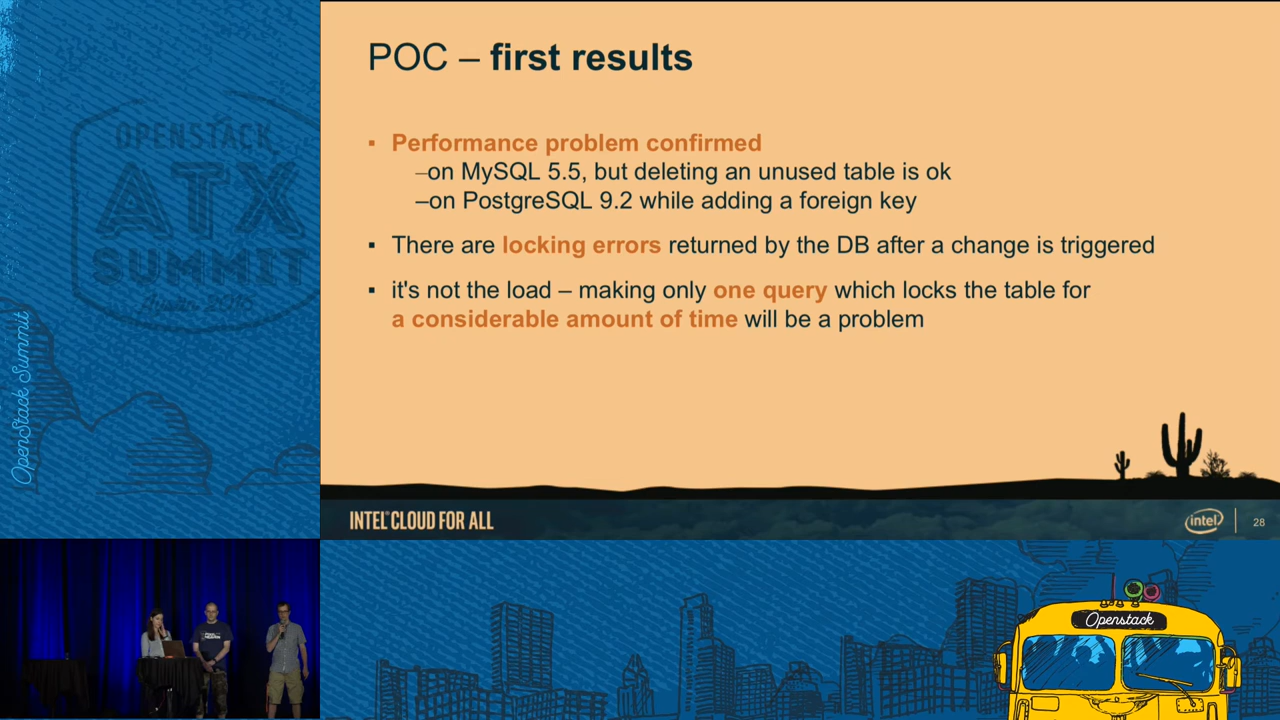 POC – first results
▪ Performance problem confirmed
–on MySQL 5.5, but deleting an unused table is ok
–on PostgreSQL 9.2 while adding a foreign key
▪ There are locking errors returned by the DB after a change is triggered
▪ it's not the load – making only one query which locks the table for
a considerable amount of time will be a problem
INTEL® CLOUD FOR ALL
intel
28
OPENSTACK
ATX
SUMMIT
Austin 2016
OpenStack Summit
Openstack